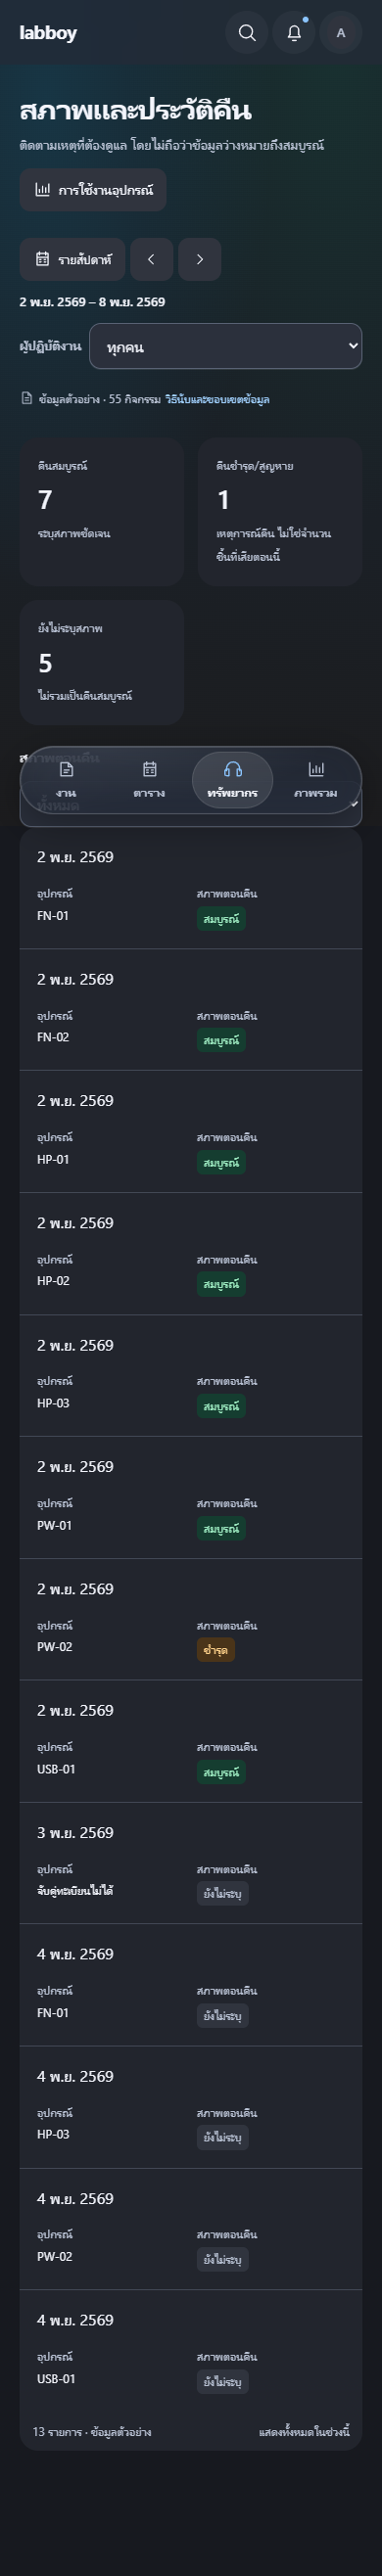 labboy
A
สภาพและประวัติคืน
ติดตามเหตุที่ต้องดูแล โดยไม่ถือว่าข้อมูลว่างหมายถึงสมบูรณ์
การใช้งานอุปกรณ์
รายสัปดาห์
2 พ.ย. 2569 – 8 พ.ย. 2569
ผู้ปฏิบัติงาน
ทุกคน
ข้อมูลตัวอย่าง · 55 กิจกรรม วิธีนับและขอบเขตข้อมูล
คืนสมบูรณ์
7
ระบุสภาพชัดเจน
คืนชำรุด/สูญหาย
1
เหตุการณ์คืน ไม่ใช่จำนวน
ชิ้นที่เสียตอนนี้
ยังไม่ระบุสภาพ
5
ไม่รวมเป็นคืนสมบูรณ์
สภาพตอนคืน
ทั้งหมด
งาน
ตาราง
ทรัพยากร
ภาพรวม
2 พ.ย. 2569
อุปกรณ์ สภาพตอนคืน
FN-01 สมบูรณ์
2 พ.ย. 2569
อุปกรณ์ สภาพตอนคืน
FN-02 สมบูรณ์
2 พ.ย. 2569
อุปกรณ์ สภาพตอนคืน
HP-01 สมบูรณ์
2 พ.ย. 2569
อุปกรณ์ สภาพตอนคืน
HP-02 สมบูรณ์
2 พ.ย. 2569
อุปกรณ์ สภาพตอนคืน
HP-03 สมบูรณ์
2 พ.ย. 2569
อุปกรณ์ สภาพตอนคืน
PW-01 สมบูรณ์
2 พ.ย. 2569
อุปกรณ์ สภาพตอนคืน
PW-02 ชำรุด
2 พ.ย. 2569
อุปกรณ์ สภาพตอนคืน
USB-01 สมบูรณ์
3 พ.ย. 2569
อุปกรณ์ สภาพตอนคืน
จับคู่ทะเบียนไม่ได้ ยังไม่ระบุ
4 พ.ย. 2569
อุปกรณ์ สภาพตอนคืน
FN-01 ยังไม่ระบุ
4 พ.ย. 2569
อุปกรณ์ สภาพตอนคืน
HP-03 ยังไม่ระบุ
4 พ.ย. 2569
อุปกรณ์ สภาพตอนคืน
PW-02 ยังไม่ระบุ
4 พ.ย. 2569
อุปกรณ์ สภาพตอนคืน
USB-01 ยังไม่ระบุ
13 รายการ · ข้อมูลตัวอย่าง แสดงทั้งหมดในช่วงนี้